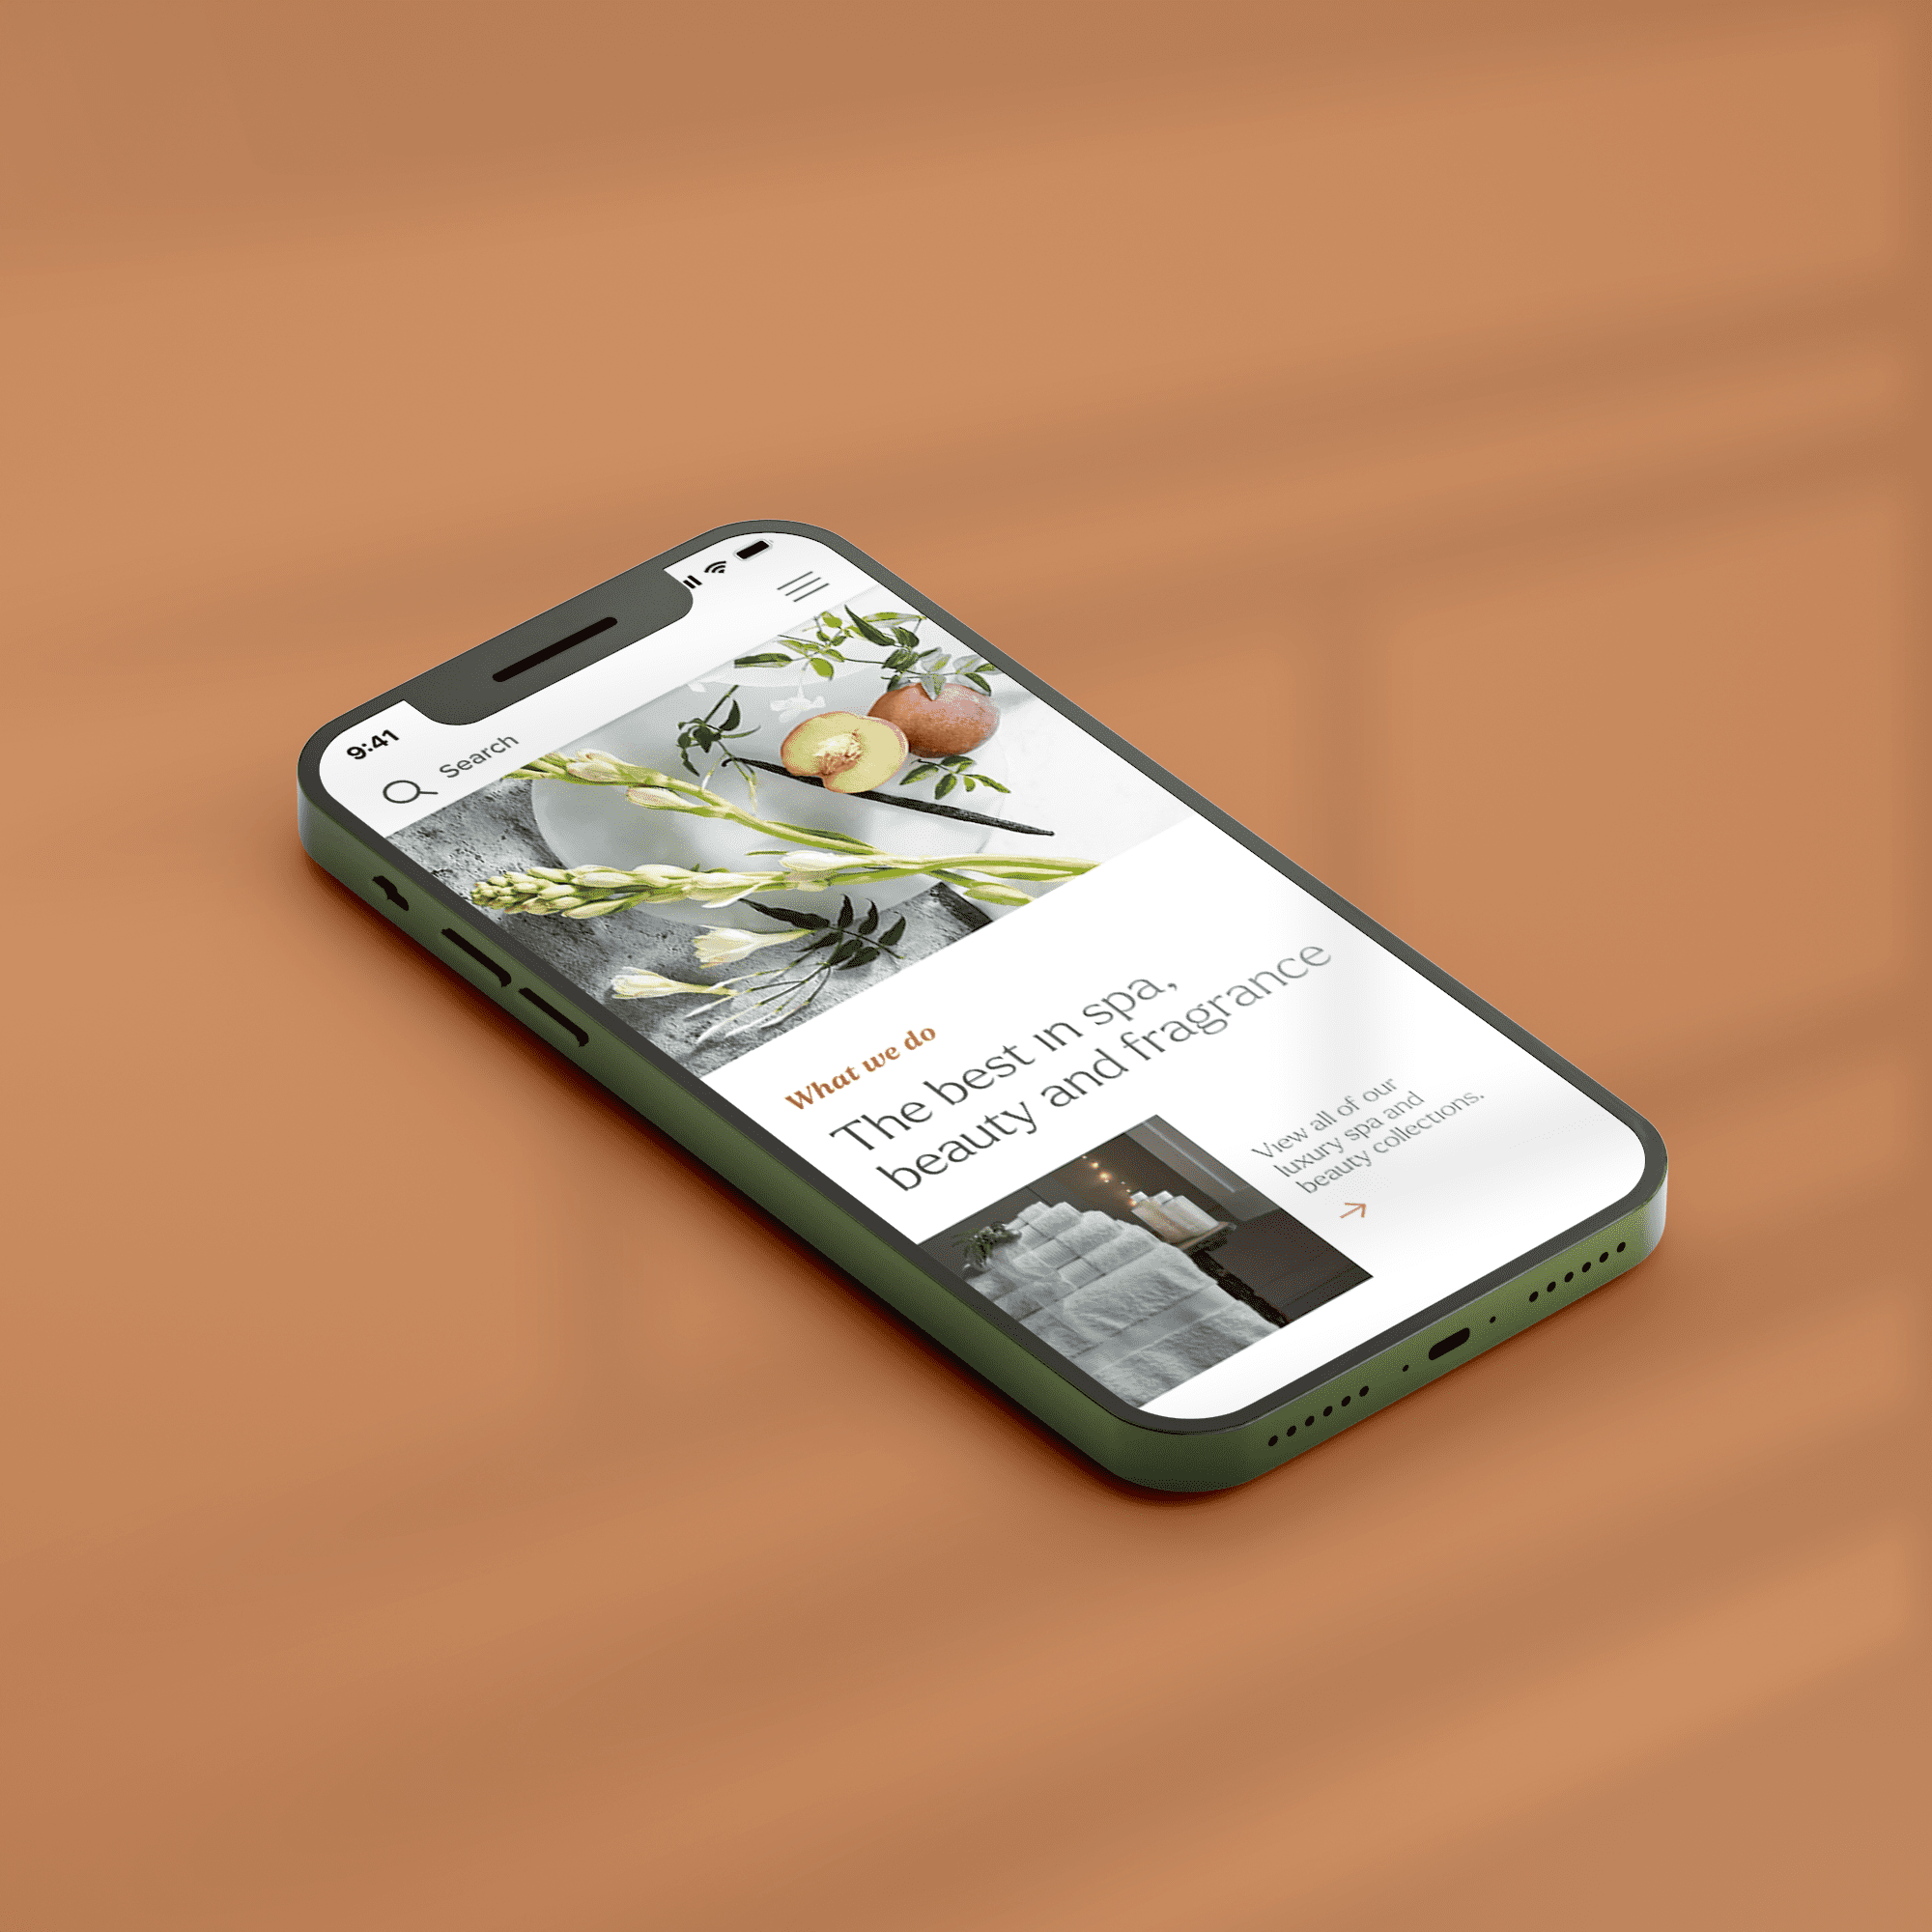 9:41
Search
What we do
The best in spa,
beauty and fragrance
View all of our
luxury spa and
beauty collections.